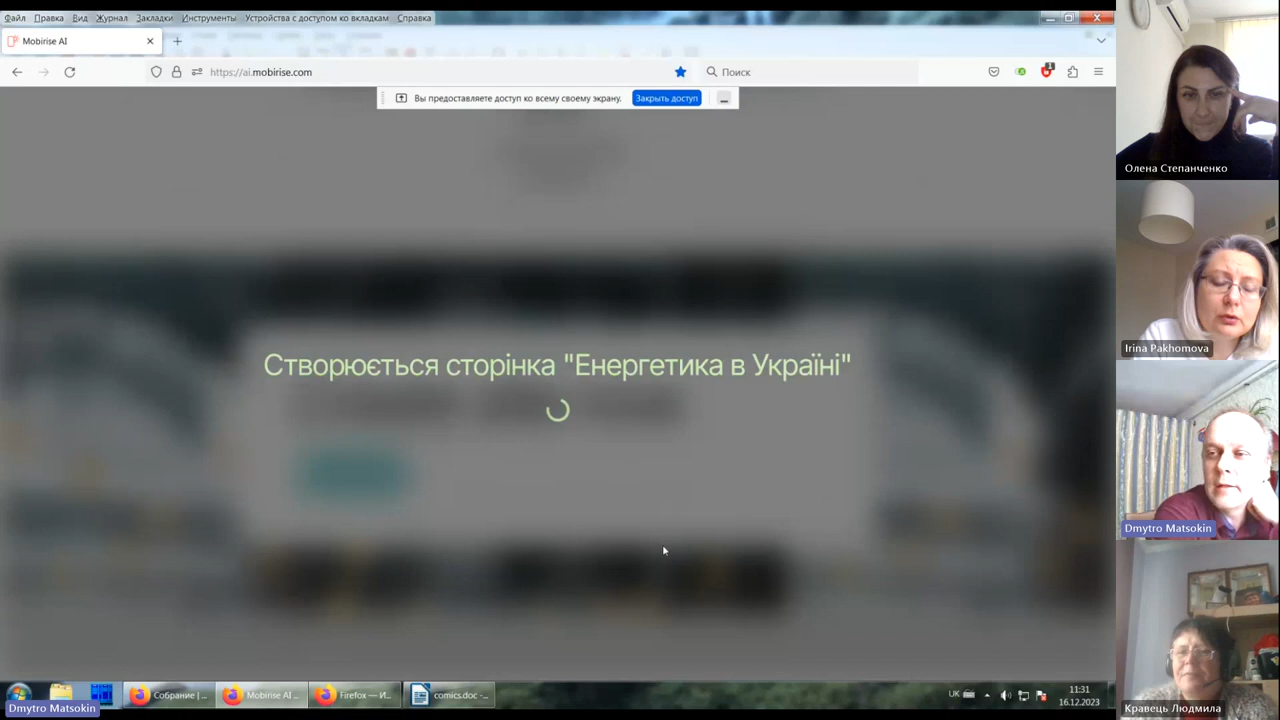 Файл Правка Вид Журнал Закладки Инструменты Устройства с доступом ко вкладкам Справка
Mobirise AI
https://ai.mobirise.com
Поиск
1
Вы предоставляете доступ ко всему своему экрану. Закрыть доступ
Створюється сторінка "Енергетика в Україні"
Собрание | ...
Mobirise AI ...
Firefox — И...
comics.doc -...
UK
11:31
16.12.2023
Dmytro Matsokin
Олена Степанченко
Irina Pakhomova
Dmytro Matsokin
Кравець Людмила